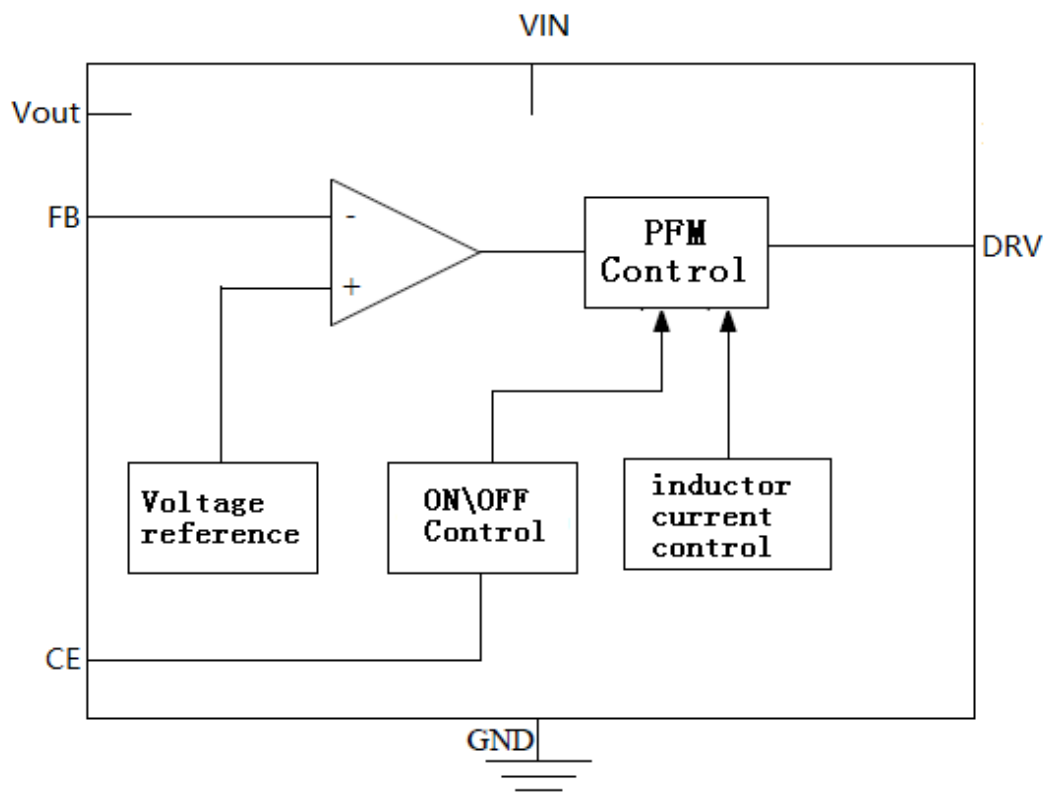 VIN
Vout
FB
-
+
PFM
Control
DRV
Voltage
reference
ON\OFF
Control
inductor
current
control
CE
GND